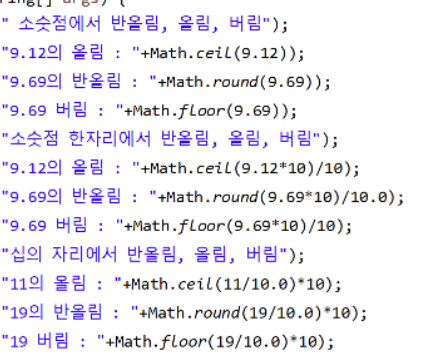 args) {
" 소숫점에서 반올림, 올림, 버림");
"9.12의 올림 : "+Math.ceil(9.12));
"9.69의 반올림 : "+Math.round(9.69));
"9.69 버림 : "+Math.floor(9.69));
"소숫점 한자리에서 반올림, 올림, 버림");
"9.12의 올림 : "+Math.ceil(9.12*10)/10);
"9.69의 반올림 : "+Math.round(9.69*10)/10.0);
"9.69 버림 : "+Math.floor(9.69*10)/10);
"십의 자리에서 반올림, 올림, 버림");
"11의 올림 : "+Math.ceil(11/10.0)*10);
"19의 반올림 : "+Math.round(19/10.0)*10);
"19 버림 : "+Math.floor(19/10.0)*10);